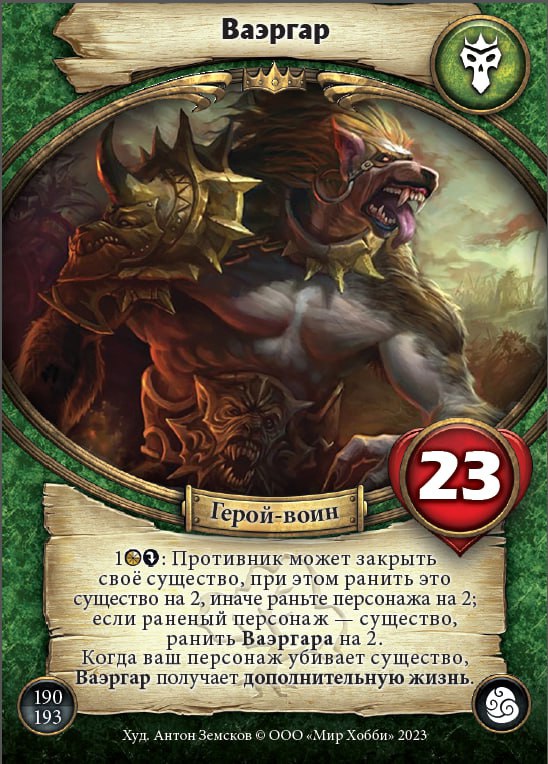 Ваэргар
23
Герой-воин
1: Противник может закрыть
своё существо, при этом ранить это
существо на 2, иначе раньте персонажа на 2;
если раненый персонаж — существо,
ранить Ваэргара на 2.
Когда ваш персонаж убивает существо,
Ваэргар получает дополнительную жизнь.
190
193
Худ. Антон Земсков © ООО «Мир Хобби» 2023